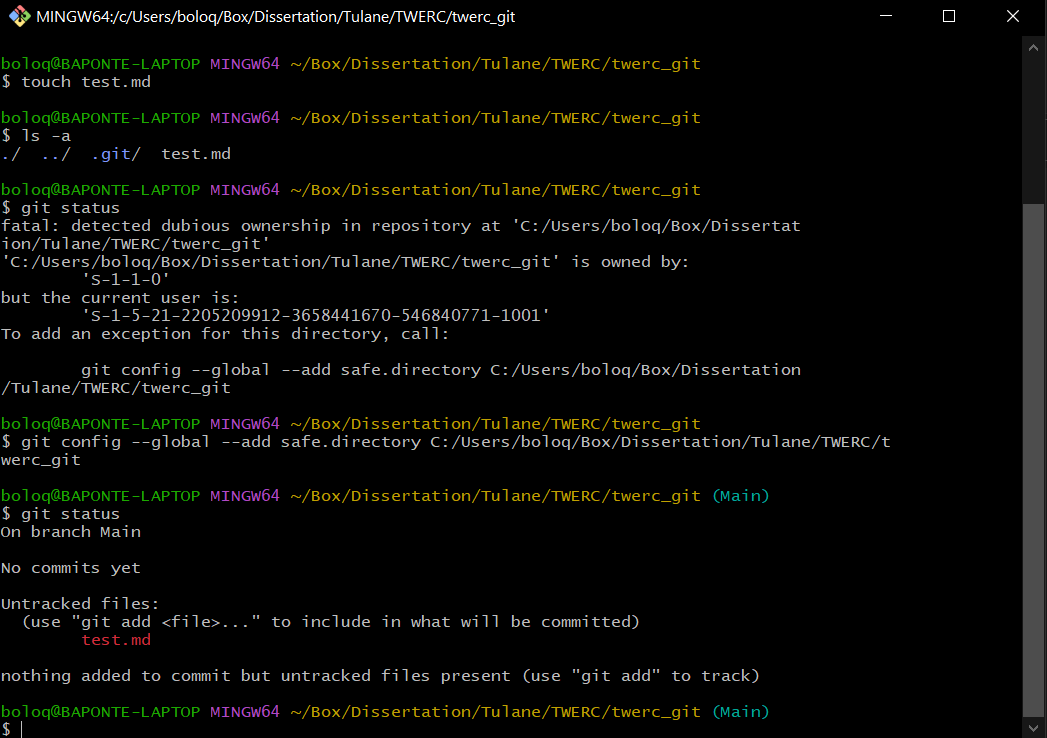 MINGW64:/c/Users/boloq/Box/Dissertation/Tulane/TWERC/twerc_git
boloq@BAPONTE-LAPTOP MINGW64 ~/Box/Dissertation/Tulane/TWERC/twerc_git
$ touch test.md
boloq@BAPONTE-LAPTOP MINGW64 ~/Box/Dissertation/Tulane/TWERC/twerc_git
$ ls -a
./  ../  .git/  test.md
boloq@BAPONTE-LAPTOP MINGW64 ~/Box/Dissertation/Tulane/TWERC/twerc_git
$ git status
fatal: detected dubious ownership in repository at 'C:/Users/boloq/Box/Dissertat
ion/Tulane/TWERC/twerc_git'
'C:/Users/boloq/Box/Dissertation/Tulane/TWERC/twerc_git' is owned by:
        'S-1-1-0'
but the current user is:
        'S-1-5-21-2205209912-3658441670-546840771-1001'
To add an exception for this directory, call:
        git config --global --add safe.directory C:/Users/boloq/Box/Dissertation
/Tulane/TWERC/twerc_git
boloq@BAPONTE-LAPTOP MINGW64 ~/Box/Dissertation/Tulane/TWERC/twerc_git
$ git config --global --add safe.directory C:/Users/boloq/Box/Dissertation/Tulane/TWERC/t
werc_git
boloq@BAPONTE-LAPTOP MINGW64 ~/Box/Dissertation/Tulane/TWERC/twerc_git (Main)
$ git status
On branch Main
No commits yet
Untracked files:
  (use "git add <file>..." to include in what will be committed)
        test.md
nothing added to commit but untracked files present (use "git add" to track)
boloq@BAPONTE-LAPTOP MINGW64 ~/Box/Dissertation/Tulane/TWERC/twerc_git (Main)
$